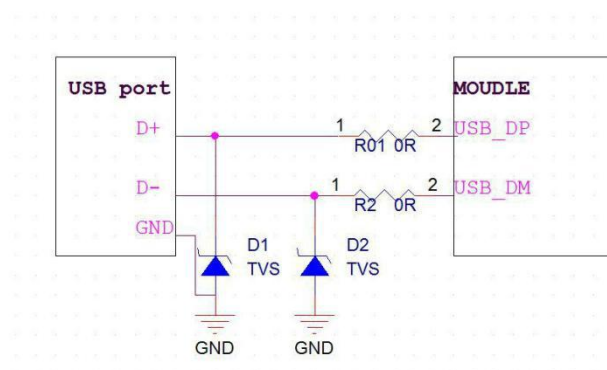 USB port
MOUDLE
D+
1
2
USB_DP
R01 0R
D-
1
2
USB_DM
R2 0R
GND
D1
TVS
D2
TVS
GND
GND